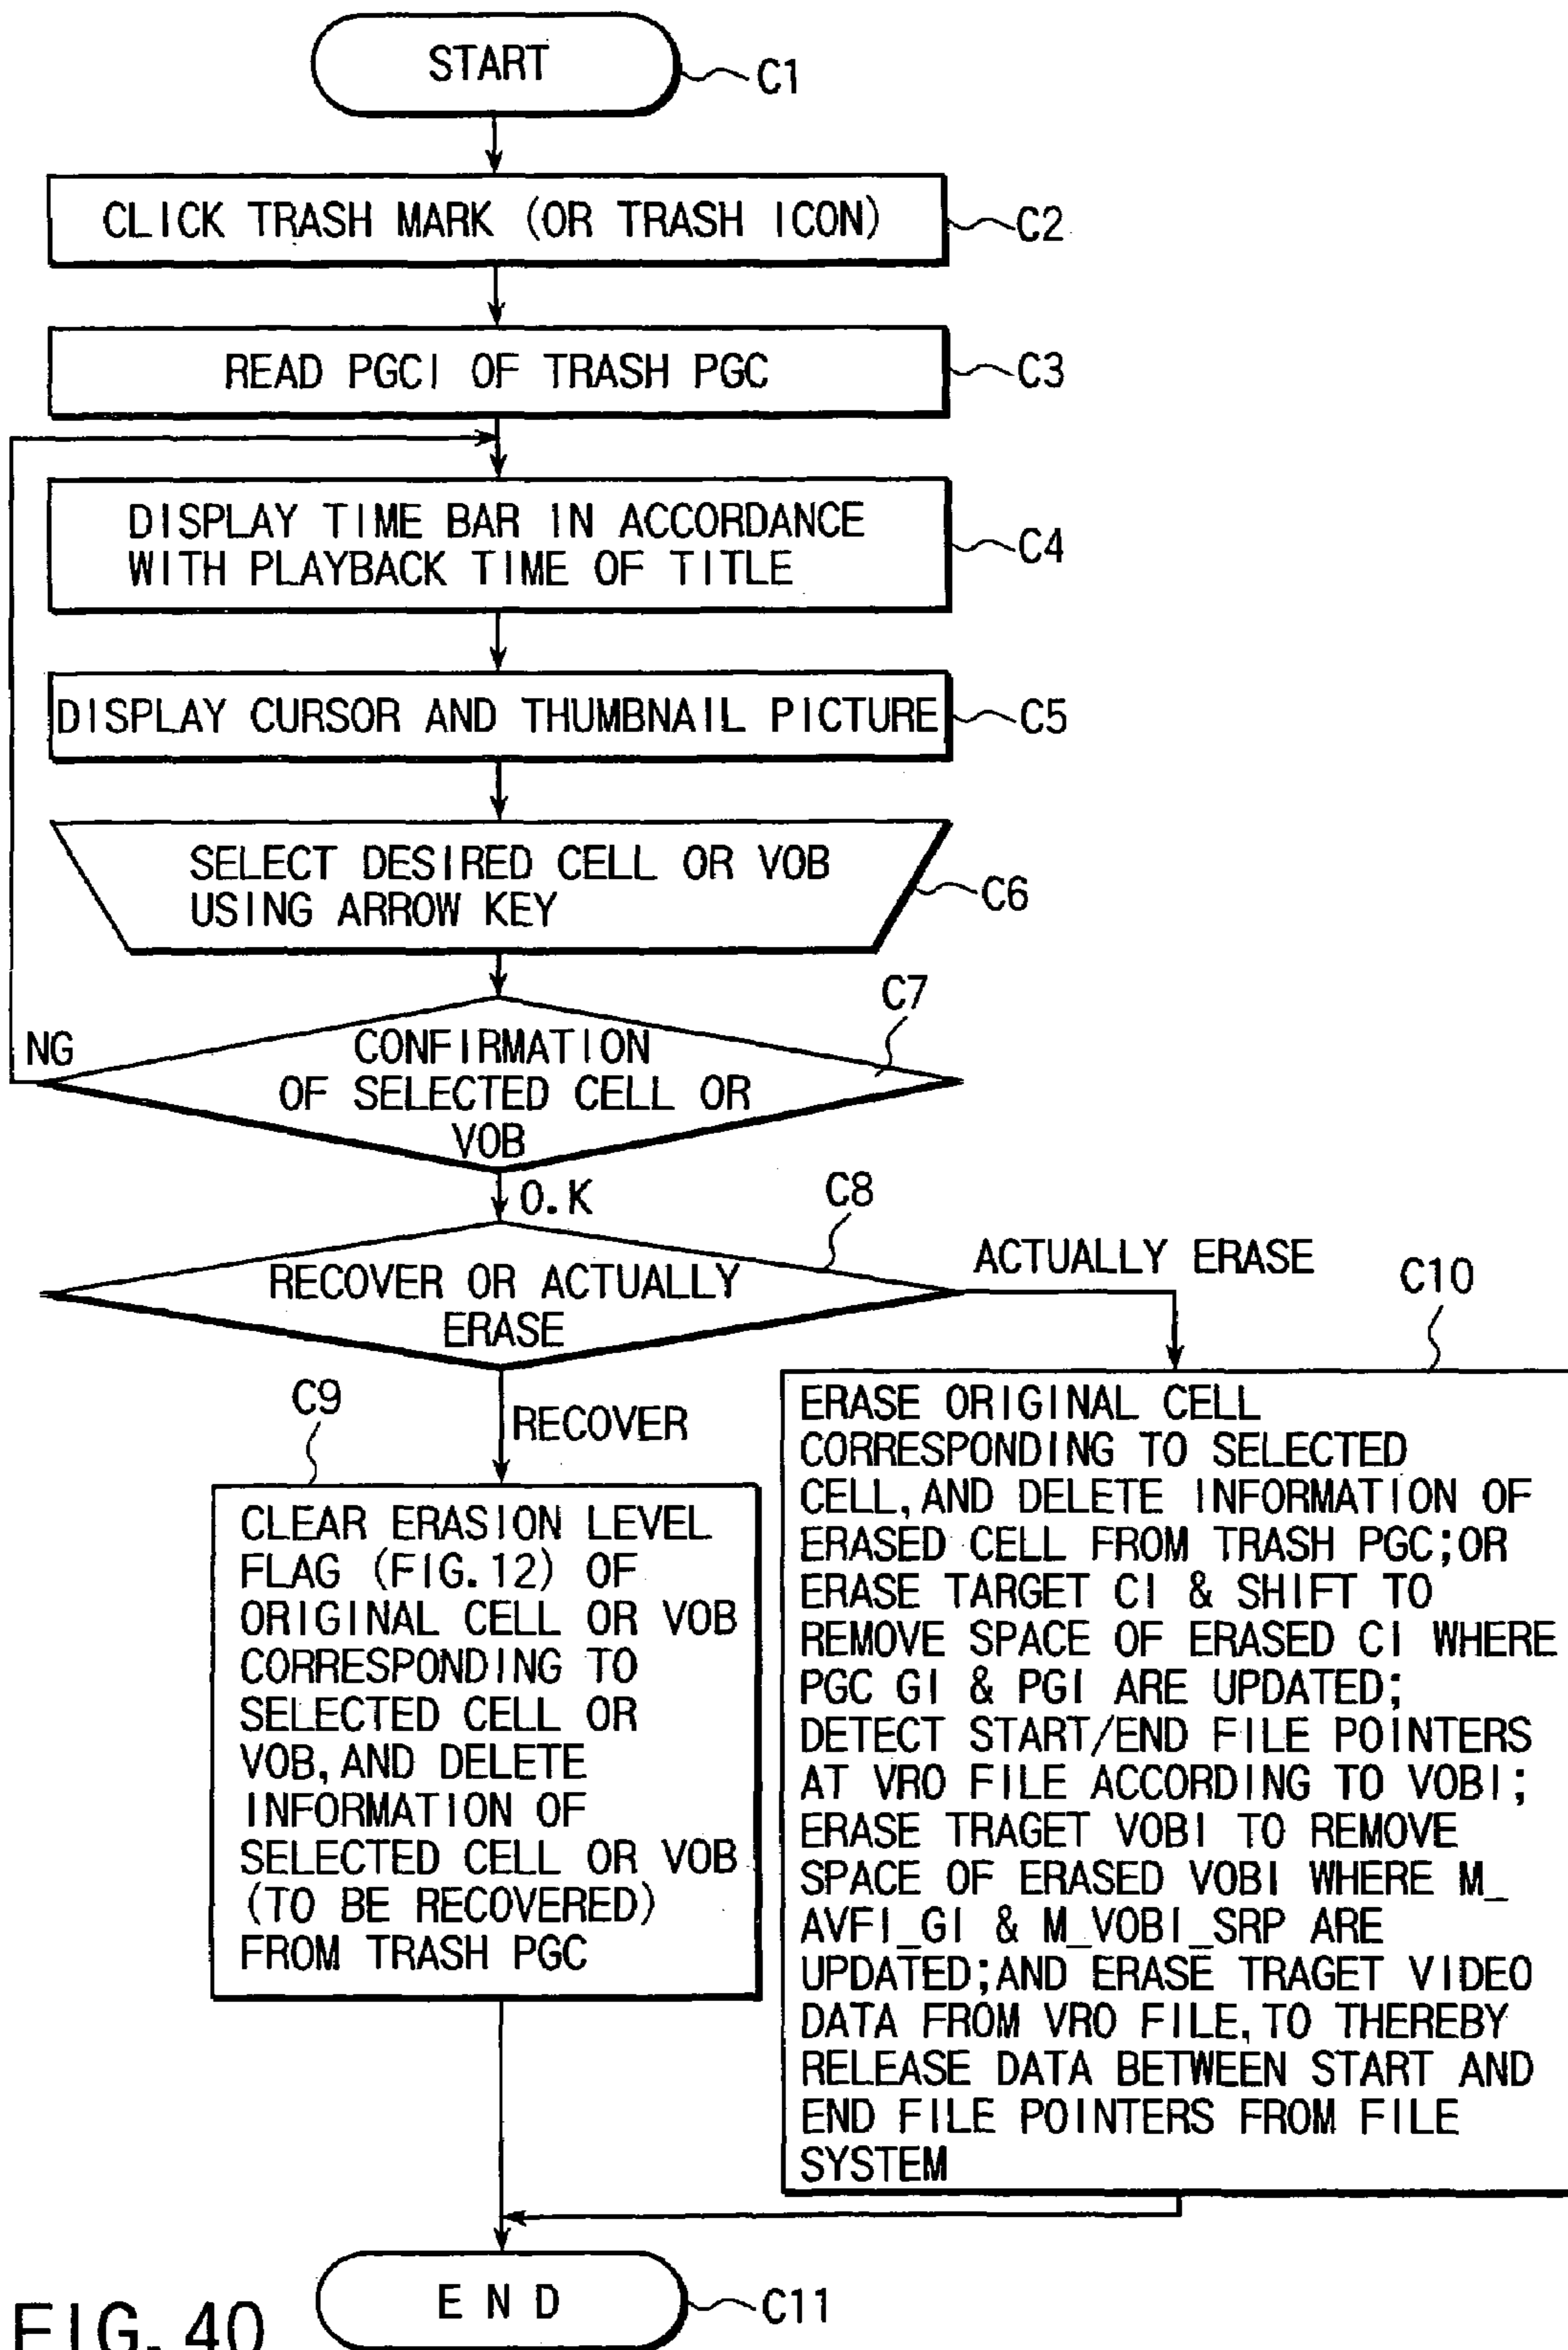 START
C1
CLICK TRASH MARK (OR TRASH ICON)
C2
READ PGCI OF TRASH PGC
C3
DISPLAY TIME BAR IN ACCORDANCE
WITH PLAYBACK TIME OF TITLE
C4
DISPLAY CURSOR AND THUMBNAIL PICTURE
C5
SELECT DESIRED CELL OR VOB
USING ARROW KEY
C6
C7
NG
CONFIRMATION
OF SELECTED CELL OR
VOB
O.K
C8
RECOVER OR ACTUALLY
ERASE
ACTUALLY ERASE
C10
C9
RECOVER
CLEAR ERASION LEVEL
FLAG (FIG.12) OF
ORIGINAL CELL OR VOB
CORRESPONDING TO
SELECTED CELL OR
VOB,AND DELETE
INFORMATION OF
SELECTED CELL OR VOB
(TO BE RECOVERED)
FROM TRASH PGC
ERASE ORIGINAL CELL
CORRESPONDING TO SELECTED
CELL,AND DELETE INFORMATION OF
ERASED CELL FROM TRASH PGC;OR
ERASE TARGET CI & SHIFT TO
REMOVE SPACE OF ERASED CI WHERE
PGC GI & PGI ARE UPDATED;
DETECT START/END FILE POINTERS
AT VRO FILE ACCORDING TO VOBI;
ERASE TRAGET VOBI TO REMOVE
SPACE OF ERASED VOBI WHERE M_
AVFI_GI & M_VOBI_SRP ARE
UPDATED;AND ERASE TRAGET VIDEO
DATA FROM VRO FILE,TO THEREBY
RELEASE DATA BETWEEN START AND
END FILE POINTERS FROM FILE
SYSTEM
END
C11
FIG. 40